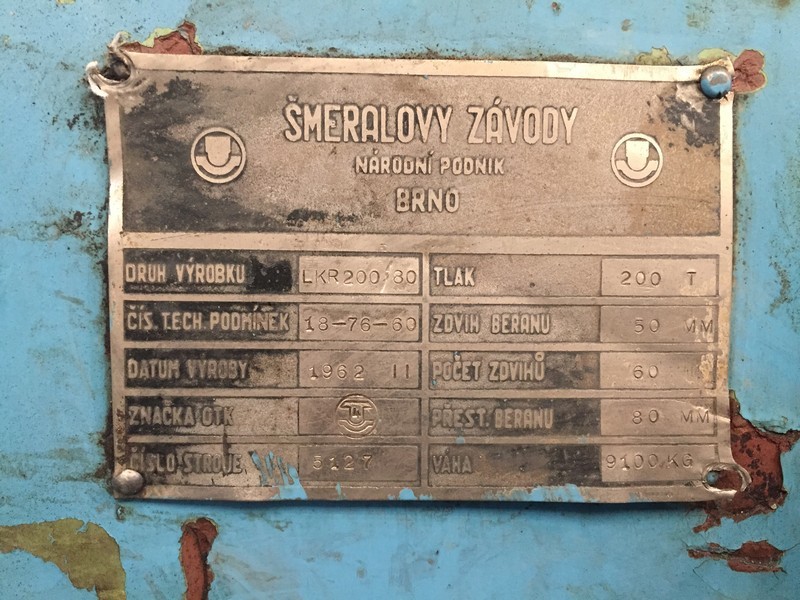 ŠMERALOVY ZÁVODY
NÁRODNÍ PODNIK
BRNO
DRUH VÝROBKU LKR200/80 TLAK 200 T
ČÍS. TECH. PODMÍNEK 18-76-60 ZDVIH BERANU 50 MM
DATUM VÝROBY 1962 II POČET ZDVIHŮ 60
ZNAČKA OTK PŘEST. BERANU 80 MM
ČÍSLO STROJE 5127 VÁHA 9100 KG